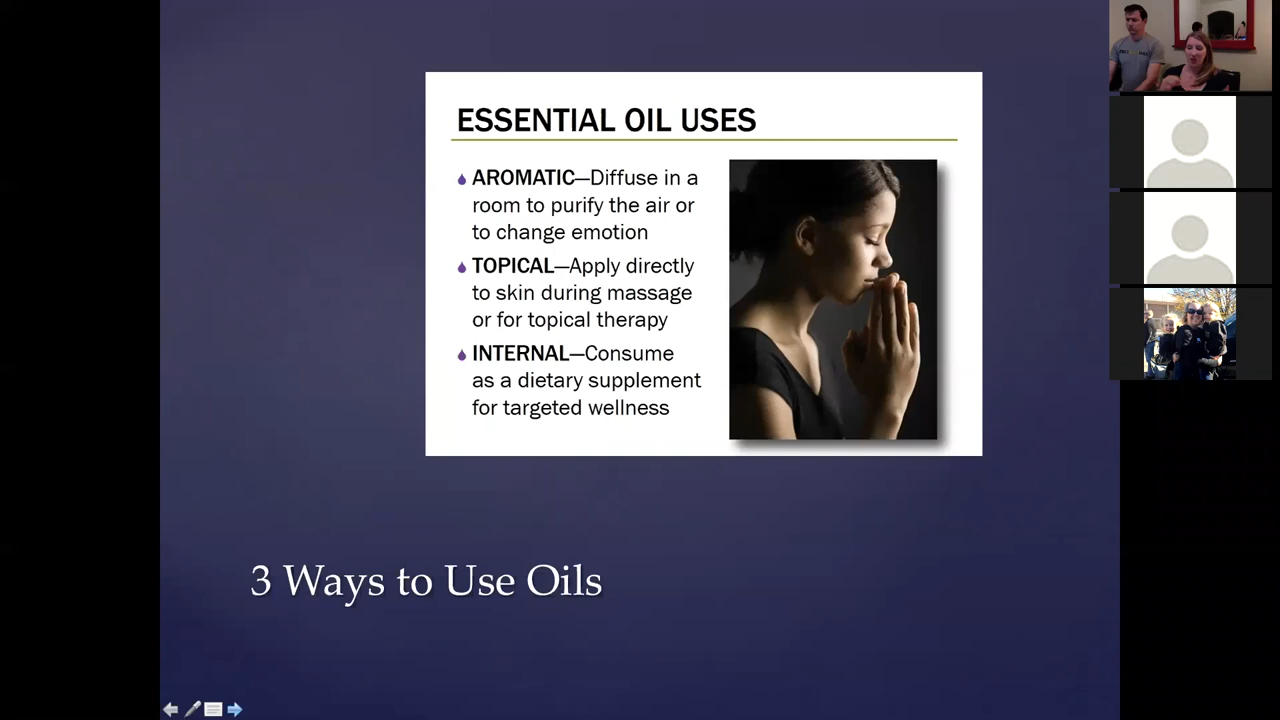 ESSENTIAL OIL USES
AROMATIC—Diffuse in a
room to purify the air or
to change emotion
TOPICAL—Apply directly
to skin during massage
or for topical therapy
INTERNAL—Consume
as a dietary supplement
for targeted wellness
3 Ways to Use Oils